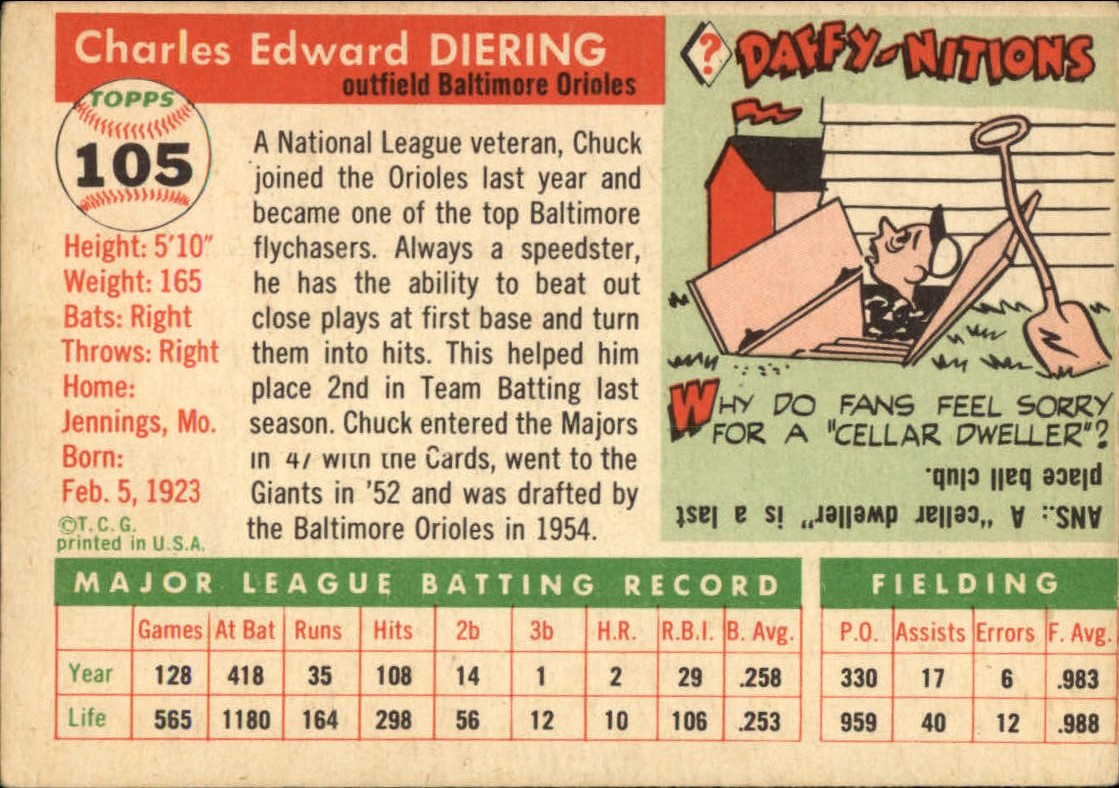 Charles Edward DIERING
outfield Baltimore Orioles
TOPPS
105
Height: 5'10"
Weight: 165
Bats: Right
Throws: Right
Home:
Jennings, Mo.
Born:
Feb. 5, 1923
©T. C. G.
printed in U.S.A.
A National League veteran, Chuck
joined the Orioles last year and
became one of the top Baltimore
flychasers. Always a speedster,
he has the ability to beat out
close plays at first base and turn
them into hits. This helped him
place 2nd in Team Batting last
season. Chuck entered the Majors
in '47 with the Cards, went to the
Giants in '52 and was drafted by
the Baltimore Orioles in 1954.
?
DAFFY-NITIONS
WHY DO FANS FEEL SORRY
FOR A "CELLAR DWELLER"?
ANS.: A "cellar dweller" is a last
place ball club.
MAJOR LEAGUE BATTING RECORD
Games At Bat Runs Hits 2b 3b H.R. R.B.I. B. Avg.
Year 128 418 35 108 14 1 2 29 .258
Life 565 1180 164 298 56 12 10 106 .253
FIELDING
P.O. Assists Errors F. Avg.
330 17 6 .983
959 40 12 .988